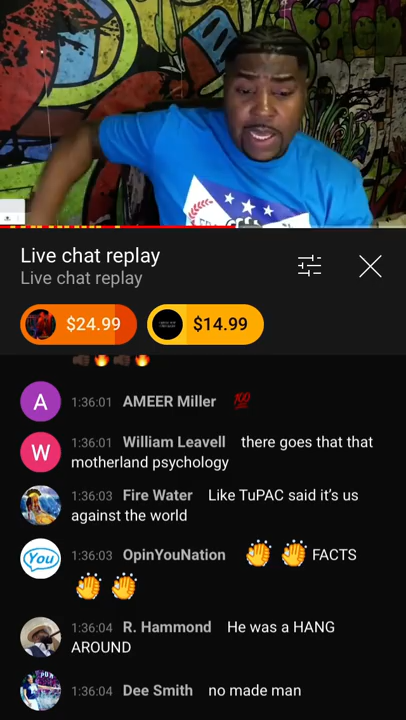 Live chat replay
Live chat replay
$24.99
$14.99
A
1:36:01 AMEER Miller 💯
W
1:36:01 William Leavell there goes that that
motherland psychology
1:36:03 Fire Water Like TuPAC said it's us
against the world
You
1:36:03 OpinYouNation 👏 👏 FACTS
👏 👏
1:36:04 R. Hammond He was a HANG
AROUND
1:36:04 Dee Smith no made man